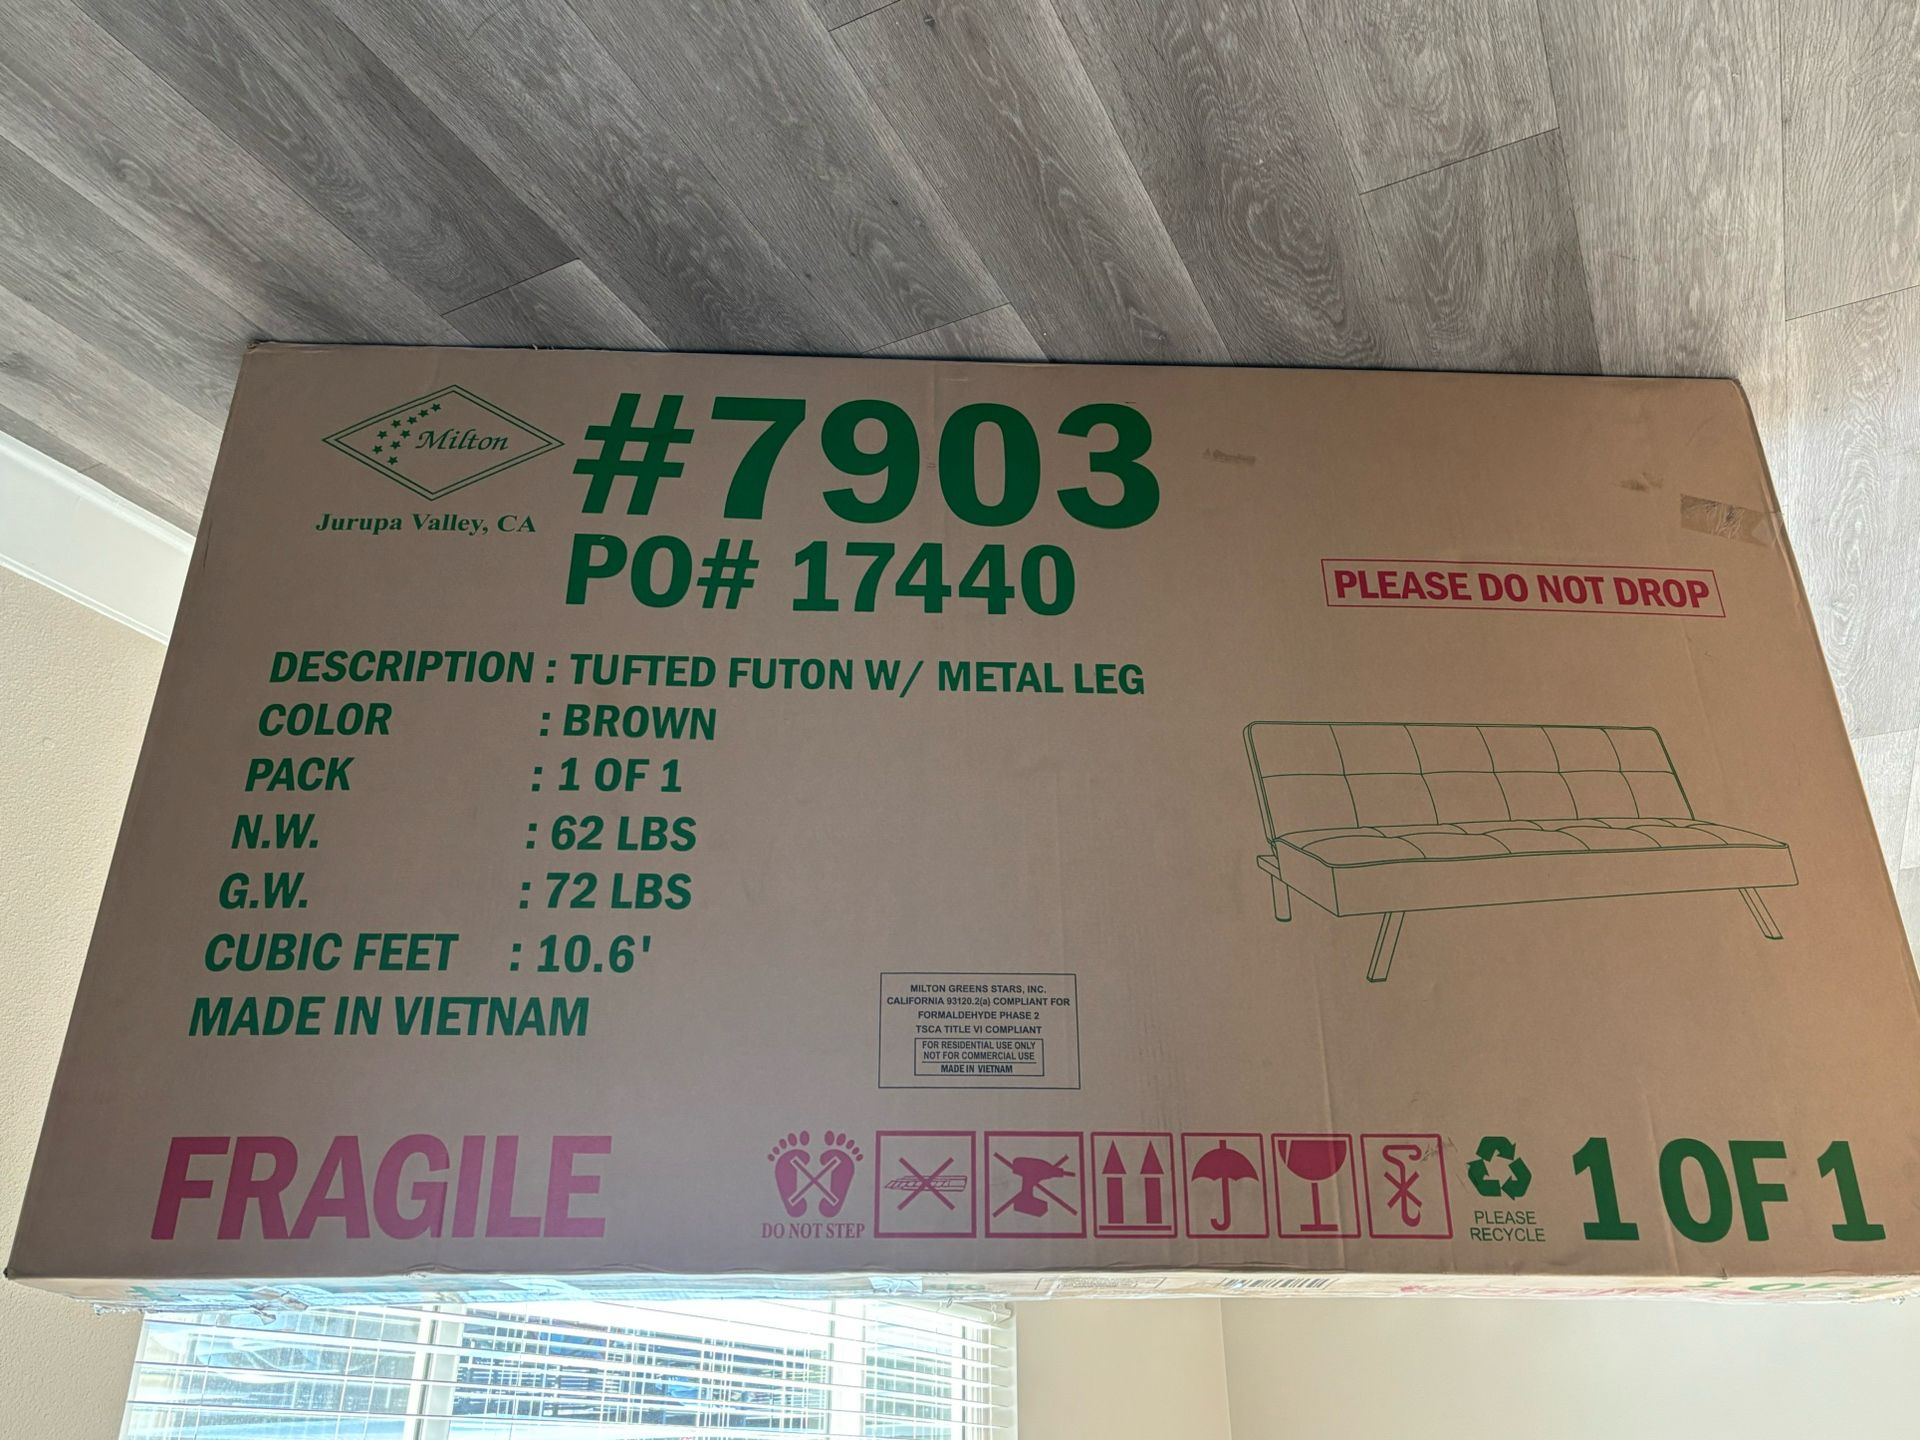 Milton
Jurupa Valley, CA
#7903
PO# 17440
PLEASE DO NOT DROP
DESCRIPTION : TUFTED FUTON W/ METAL LEG
COLOR : BROWN
PACK : 1 OF 1
N.W. : 62 LBS
G.W. : 72 LBS
CUBIC FEET : 10.6'
MADE IN VIETNAM
MILTON GREENS STARS, INC.
CALIFORNIA 93120.2(a) COMPLIANT FOR
FORMALDEHYDE PHASE 2
TSCA TITLE VI COMPLIANT
FOR RESIDENTIAL USE ONLY
NOT FOR COMMERCIAL USE
MADE IN VIETNAM
FRAGILE
DO NOT STEP
PLEASE
RECYCLE
1 OF 1